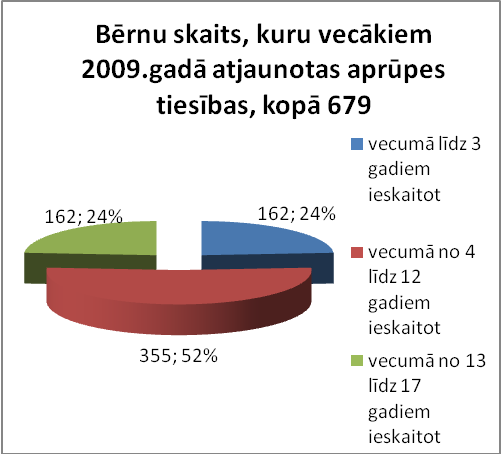 Bērnu skaits, kuru vecākiem
2009.gadā atjaunotas aprūpes
tiesības, kopā 679
162; 24%
162; 24%
355; 52%
vecumā līdz 3
gadiem
ieskaitot
vecumā no 4
līdz 12
gadiem
ieskaitot
vecumā no 13
līdz 17
gadiem
ieskaitot